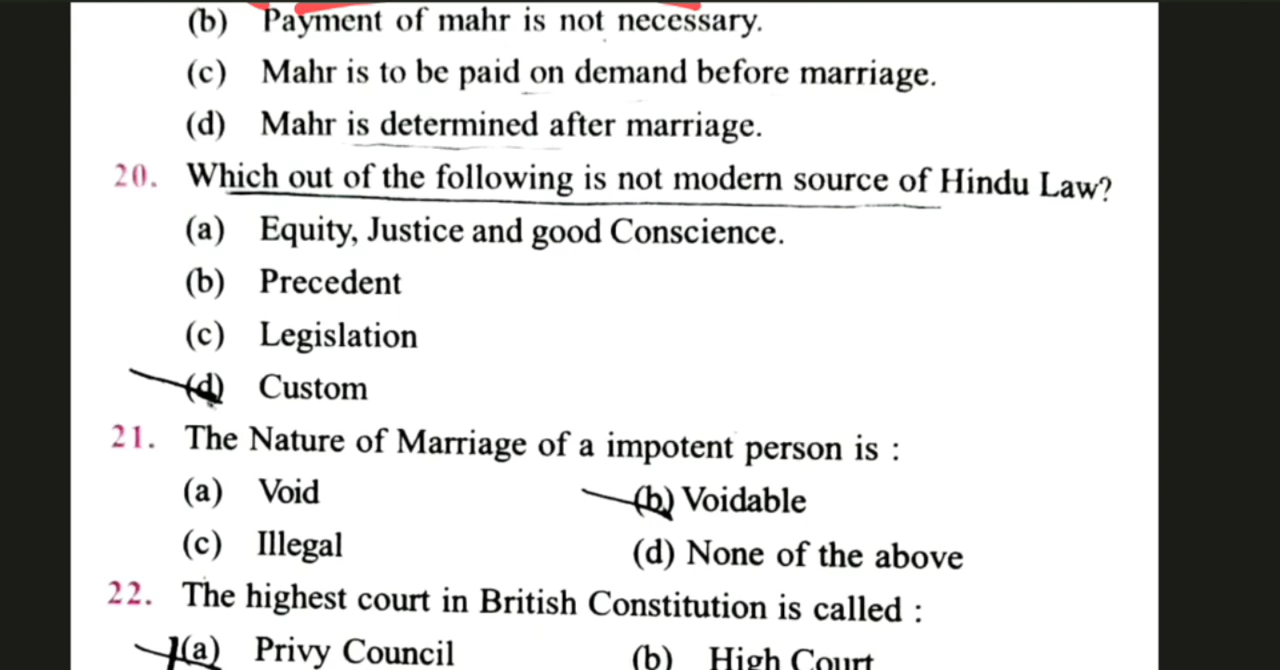 (b) Payment of mahr is not necessary.
(c) Mahr is to be paid on demand before marriage.
(d) Mahr is determined after marriage.
20. Which out of the following is not modern source of Hindu Law?
(a) Equity, Justice and good Conscience.
(b) Precedent
(c) Legislation
(d) Custom
21. The Nature of Marriage of a impotent person is :
(a) Void (b) Voidable
(c) Illegal (d) None of the above
22. The highest court in British Constitution is called :
(a) Privy Council (b) High Court